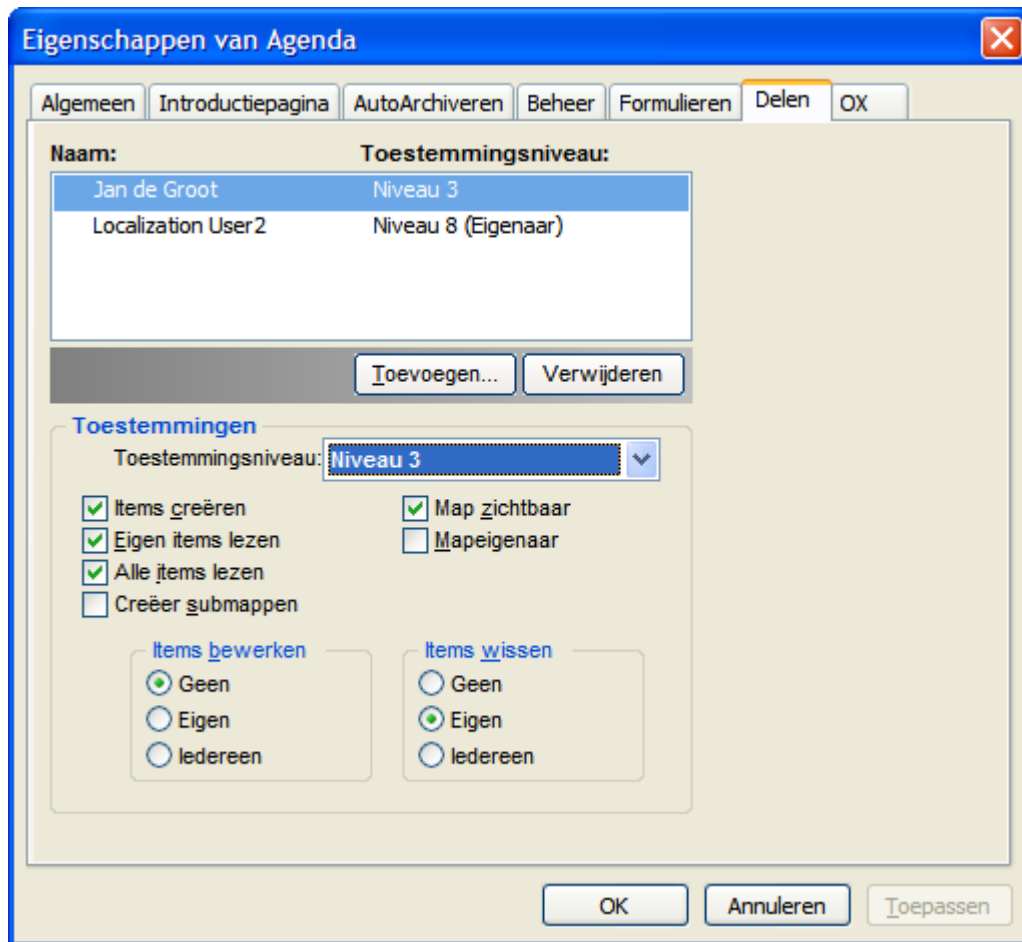 Eigenschappen van Agenda
Algemeen Introductiepagina AutoArchiveren Beheer Formulieren Delen OX
Naam: Toestemmingsniveau:
Jan de Groot Niveau 3
Localization User2 Niveau 8 (Eigenaar)
Toevoegen... Verwijderen
Toestemmingen
Toestemmingsniveau: Niveau 3
Items creëren Map zichtbaar
Eigen items lezen Mapeigenaar
Alle items lezen
Creëer submappen
Items bewerken Items wissen
Geen Geen
Eigen Eigen
Iedereen Iedereen
OK Annuleren Toepassen